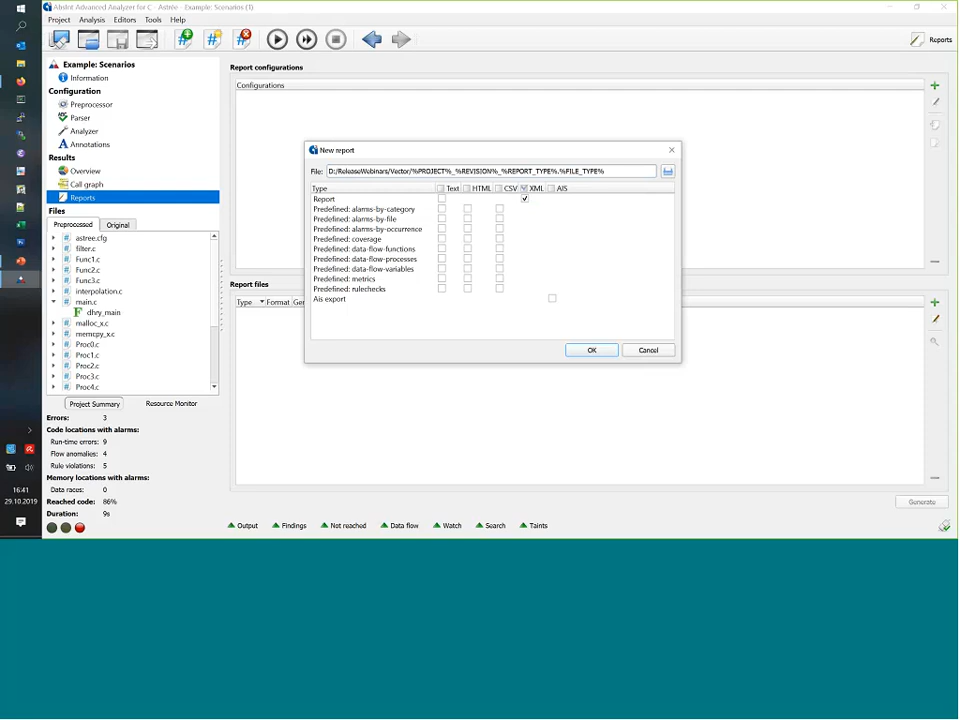 AbsInt Advanced Analyzer for C - Astrée - Example: Scenarios (1)
Project Analysis Editors Tools Help
Reports
Example: Scenarios
Information
Configuration
Preprocessor
Parser
Analyzer
Annotations
Results
Overview
Call graph
Reports
Files
Preprocessed Original
astree.cfg
filter.c
Func1.c
Func2.c
Func3.c
interpolation.c
main.c
dhry_main
malloc_x.c
memcpy_x.c
Proc0.c
Proc1.c
Proc2.c
Proc3.c
Proc4.c
Project Summary Resource Monitor
Errors: 3
Code locations with alarms:
Run-time errors: 9
Flow anomalies: 4
Rule violations: 5
Memory locations with alarms:
Data races: 0
Reached code: 86%
Duration: 9s
Report configurations
Configurations
New report
File: D:/ReleaseWebinars/Vector/%PROJECT%_%REVISION%_%REPORT_TYPE%.%FILE_TYPE%
Type Text HTML CSV XML AIS
Report
Predefined: alarms-by-category
Predefined: alarms-by-file
Predefined: alarms-by-occurrence
Predefined: coverage
Predefined: data-flow-functions
Predefined: data-flow-processes
Predefined: data-flow-variables
Predefined: metrics
Predefined: rulechecks
Ais export
OK Cancel
Report files
Type Format Ger
Generate
Output Findings Not reached Data flow Watch Search Taints
16:41
29.10.2019